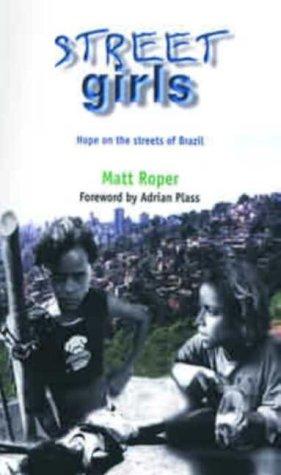 STREET
girls
Hope on the streets of Brazil
Matt Roper
Foreword by Adrian Plass